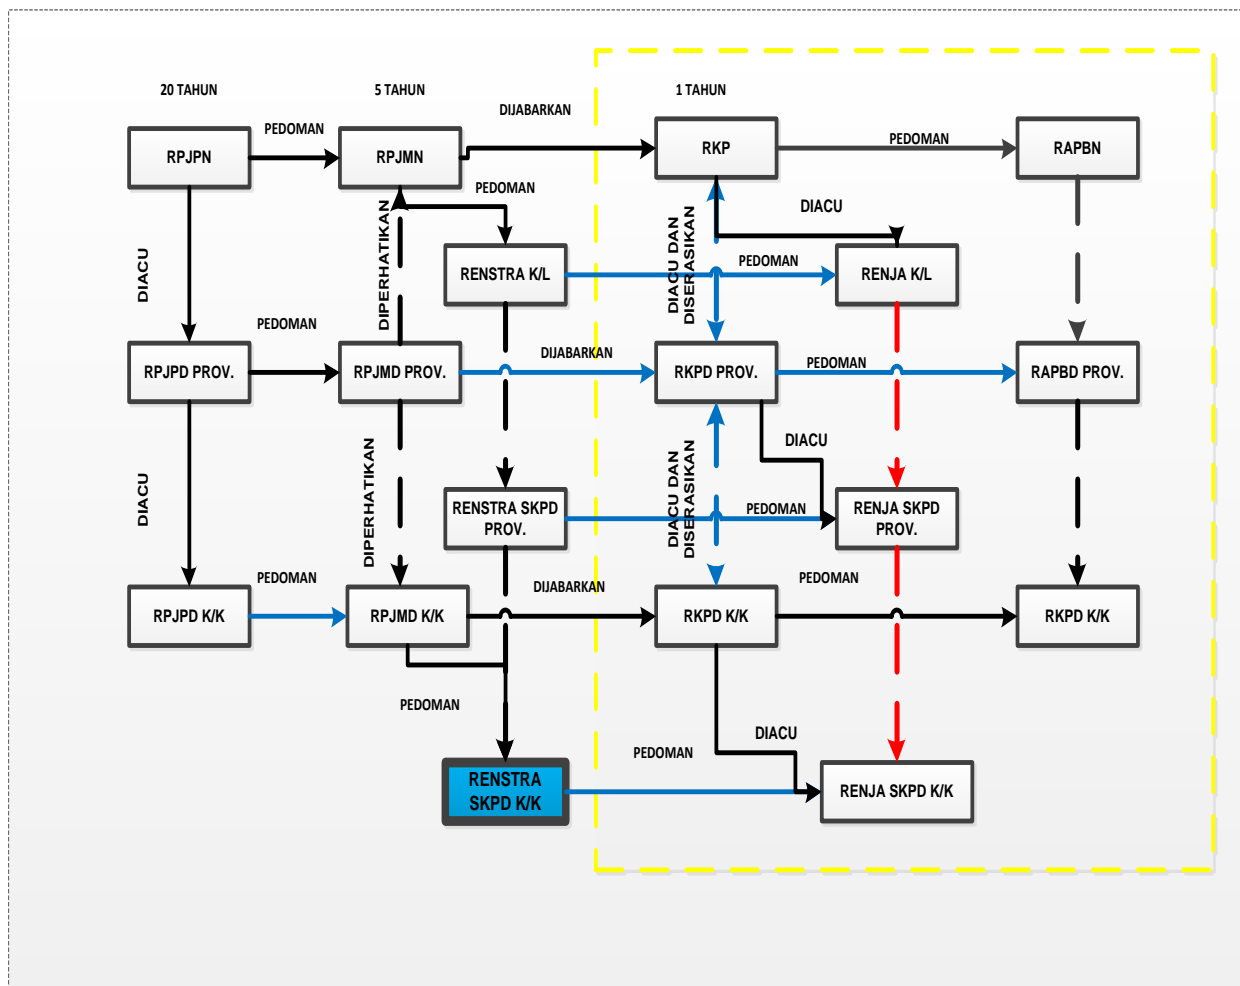 20 TAHUN
5 TAHUN
1 TAHUN
DIJABARKAN
PEDOMAN
PEDOMAN
RPJPN
RPJMN
RKP
RAPBN
PEDOMAN
DIACU
DIPERHATIKAN
DIACU DAN
DISERASIKAN
DIACU
RENSTRA K/L
PEDOMAN
RENJA K/L
PEDOMAN
DIJABARKAN
PEDOMAN
RPJPD PROV.
RPJMD PROV.
RKPD PROV.
RAPBD PROV.
DIACU
DIPERHATIKAN
DIACU DAN
DISERASIKAN
DIACU
RENSTRA SKPD
PROV.
PEDOMAN
RENJA SKPD
PROV.
PEDOMAN
DIJABARKAN
PEDOMAN
RPJPD K/K
RPJMD K/K
RKPD K/K
RKPD K/K
PEDOMAN
DIACU
PEDOMAN
RENSTRA
SKPD K/K
RENJA SKPD K/K